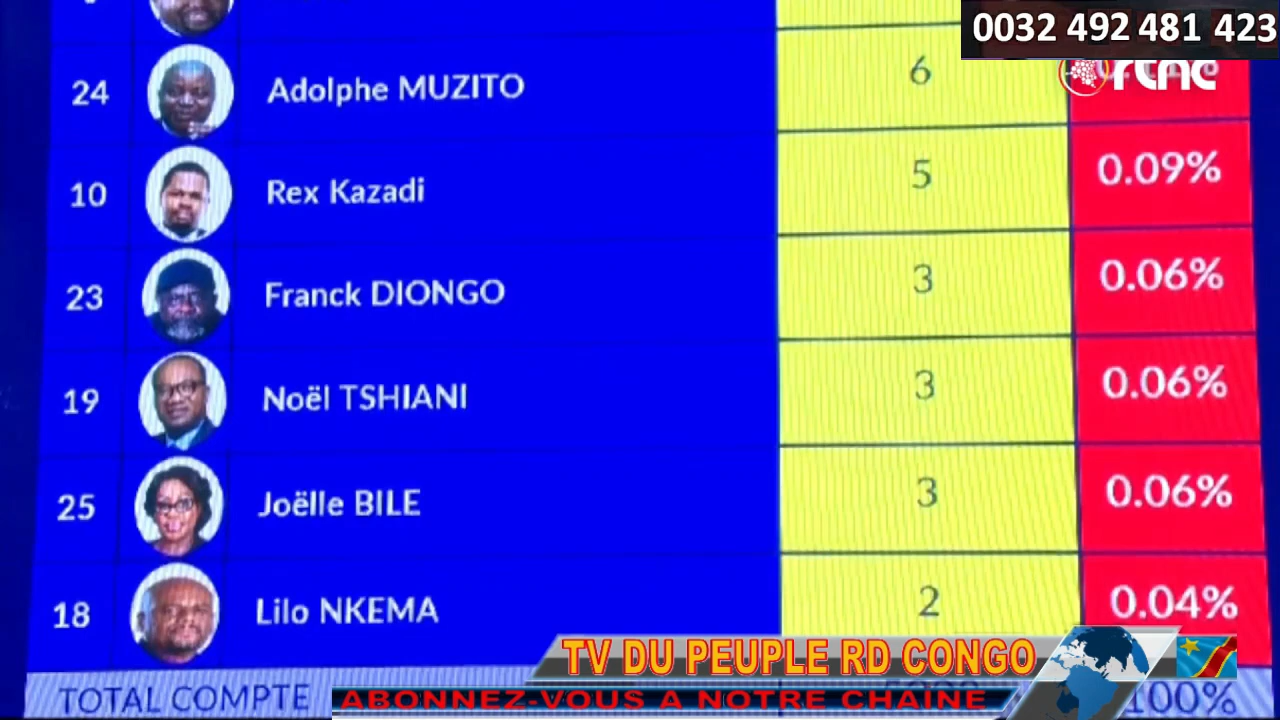 0032 492 481 423
24 Adolphe MUZITO 6
rtnc
10 Rex Kazadi 5 0.09%
23 Franck DIONGO 3 0.06%
19 Noël TSHIANI 3 0.06%
25 Joëlle BILE 3 0.06%
18 Lilo NKEMA 2 0.04%
TV DU PEUPLE RD CONGO
TOTAL COMPTE 100%
ABONNEZ-VOUS A NOTRE CHAINE